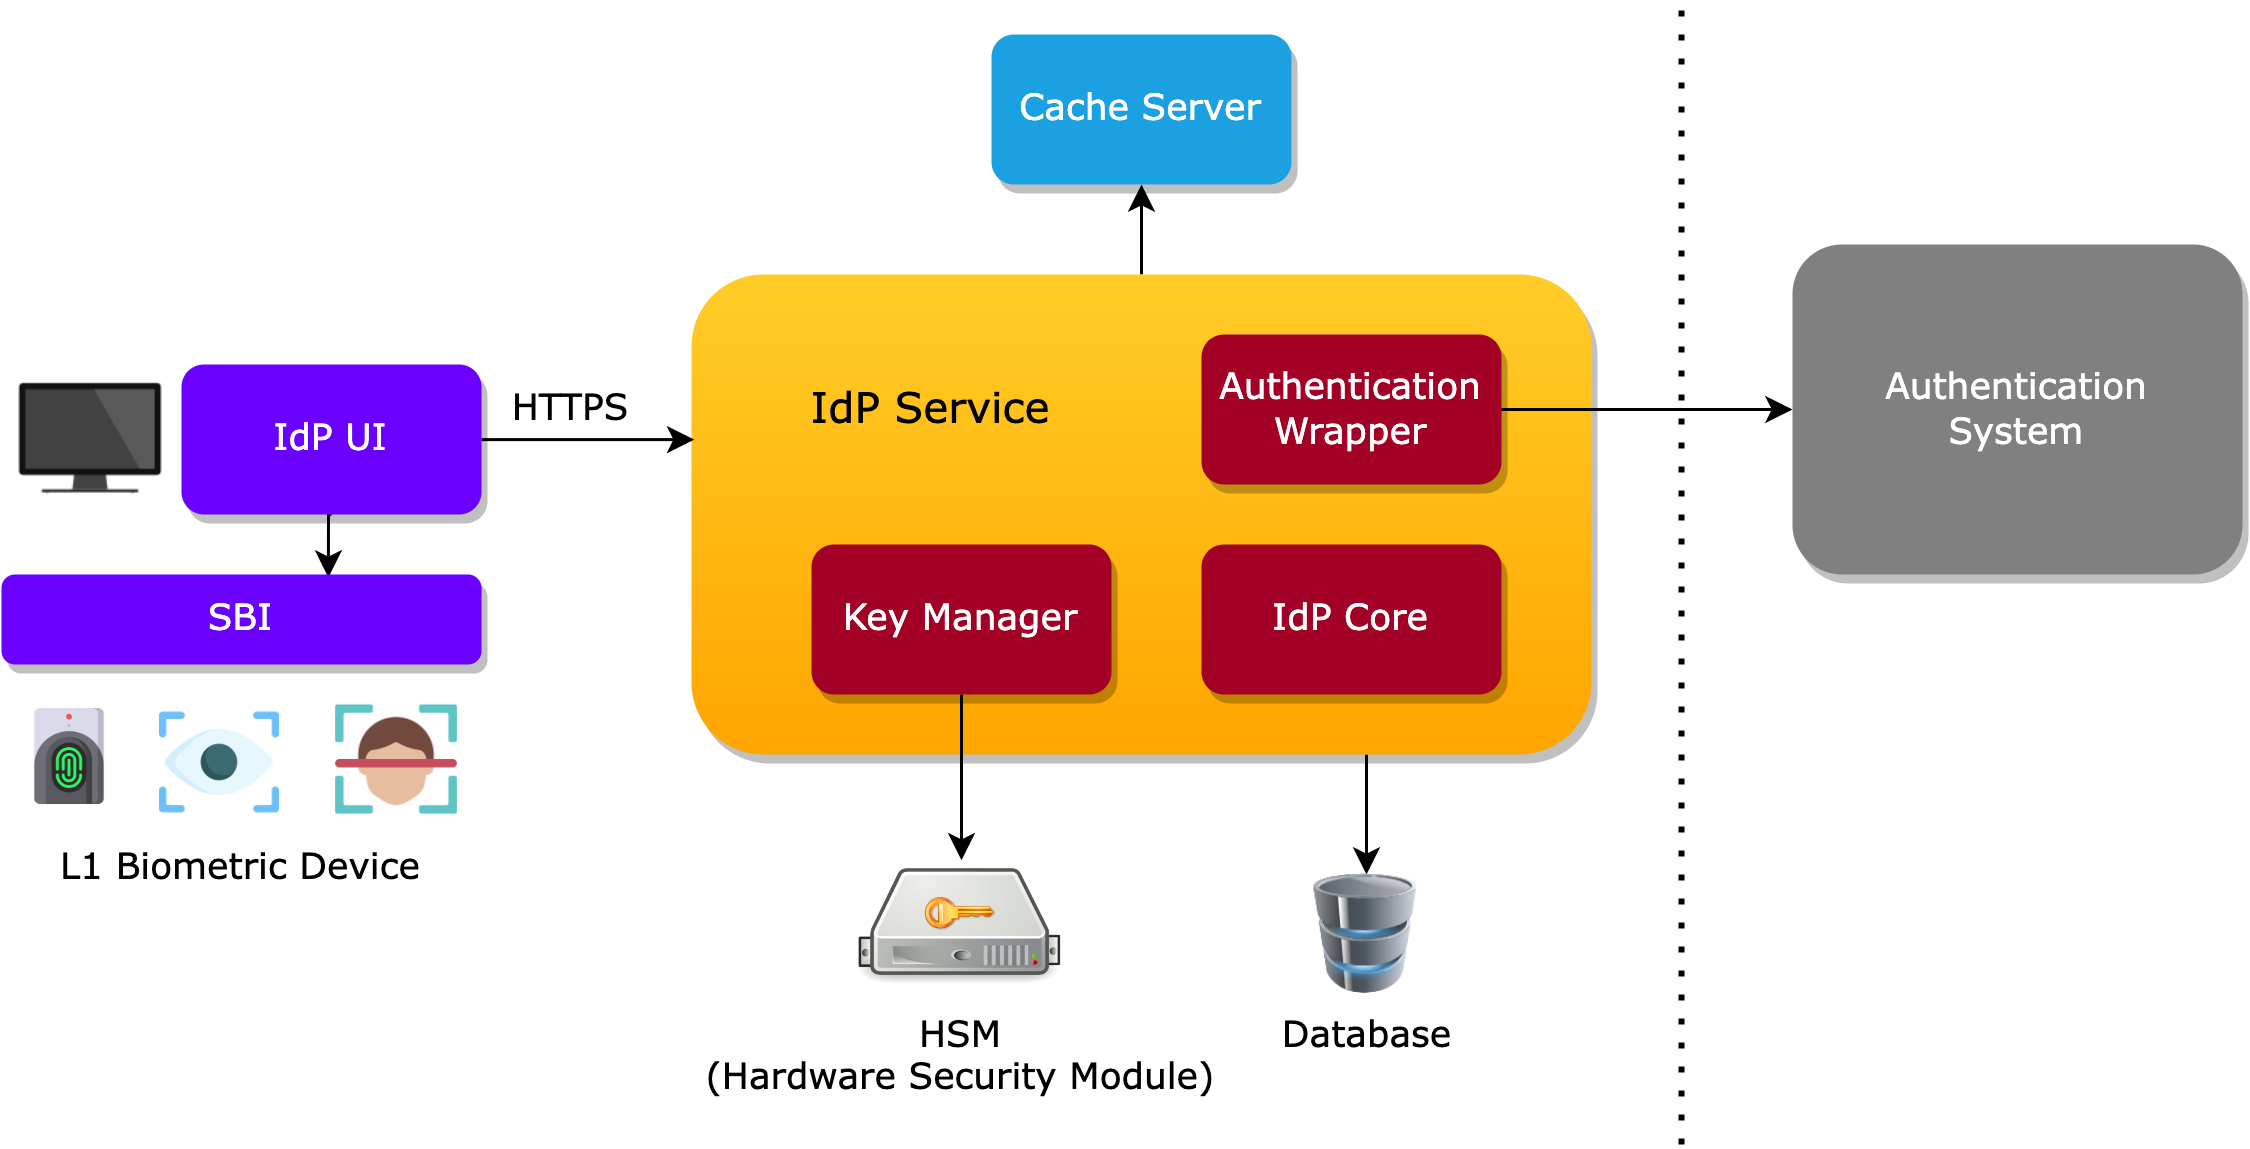 Cache Server
IdP UI
HTTPS
IdP Service
Authentication
Wrapper
Authentication
System
SBI
Key Manager
IdP Core
L1 Biometric Device
HSM
(Hardware Security Module)
Database